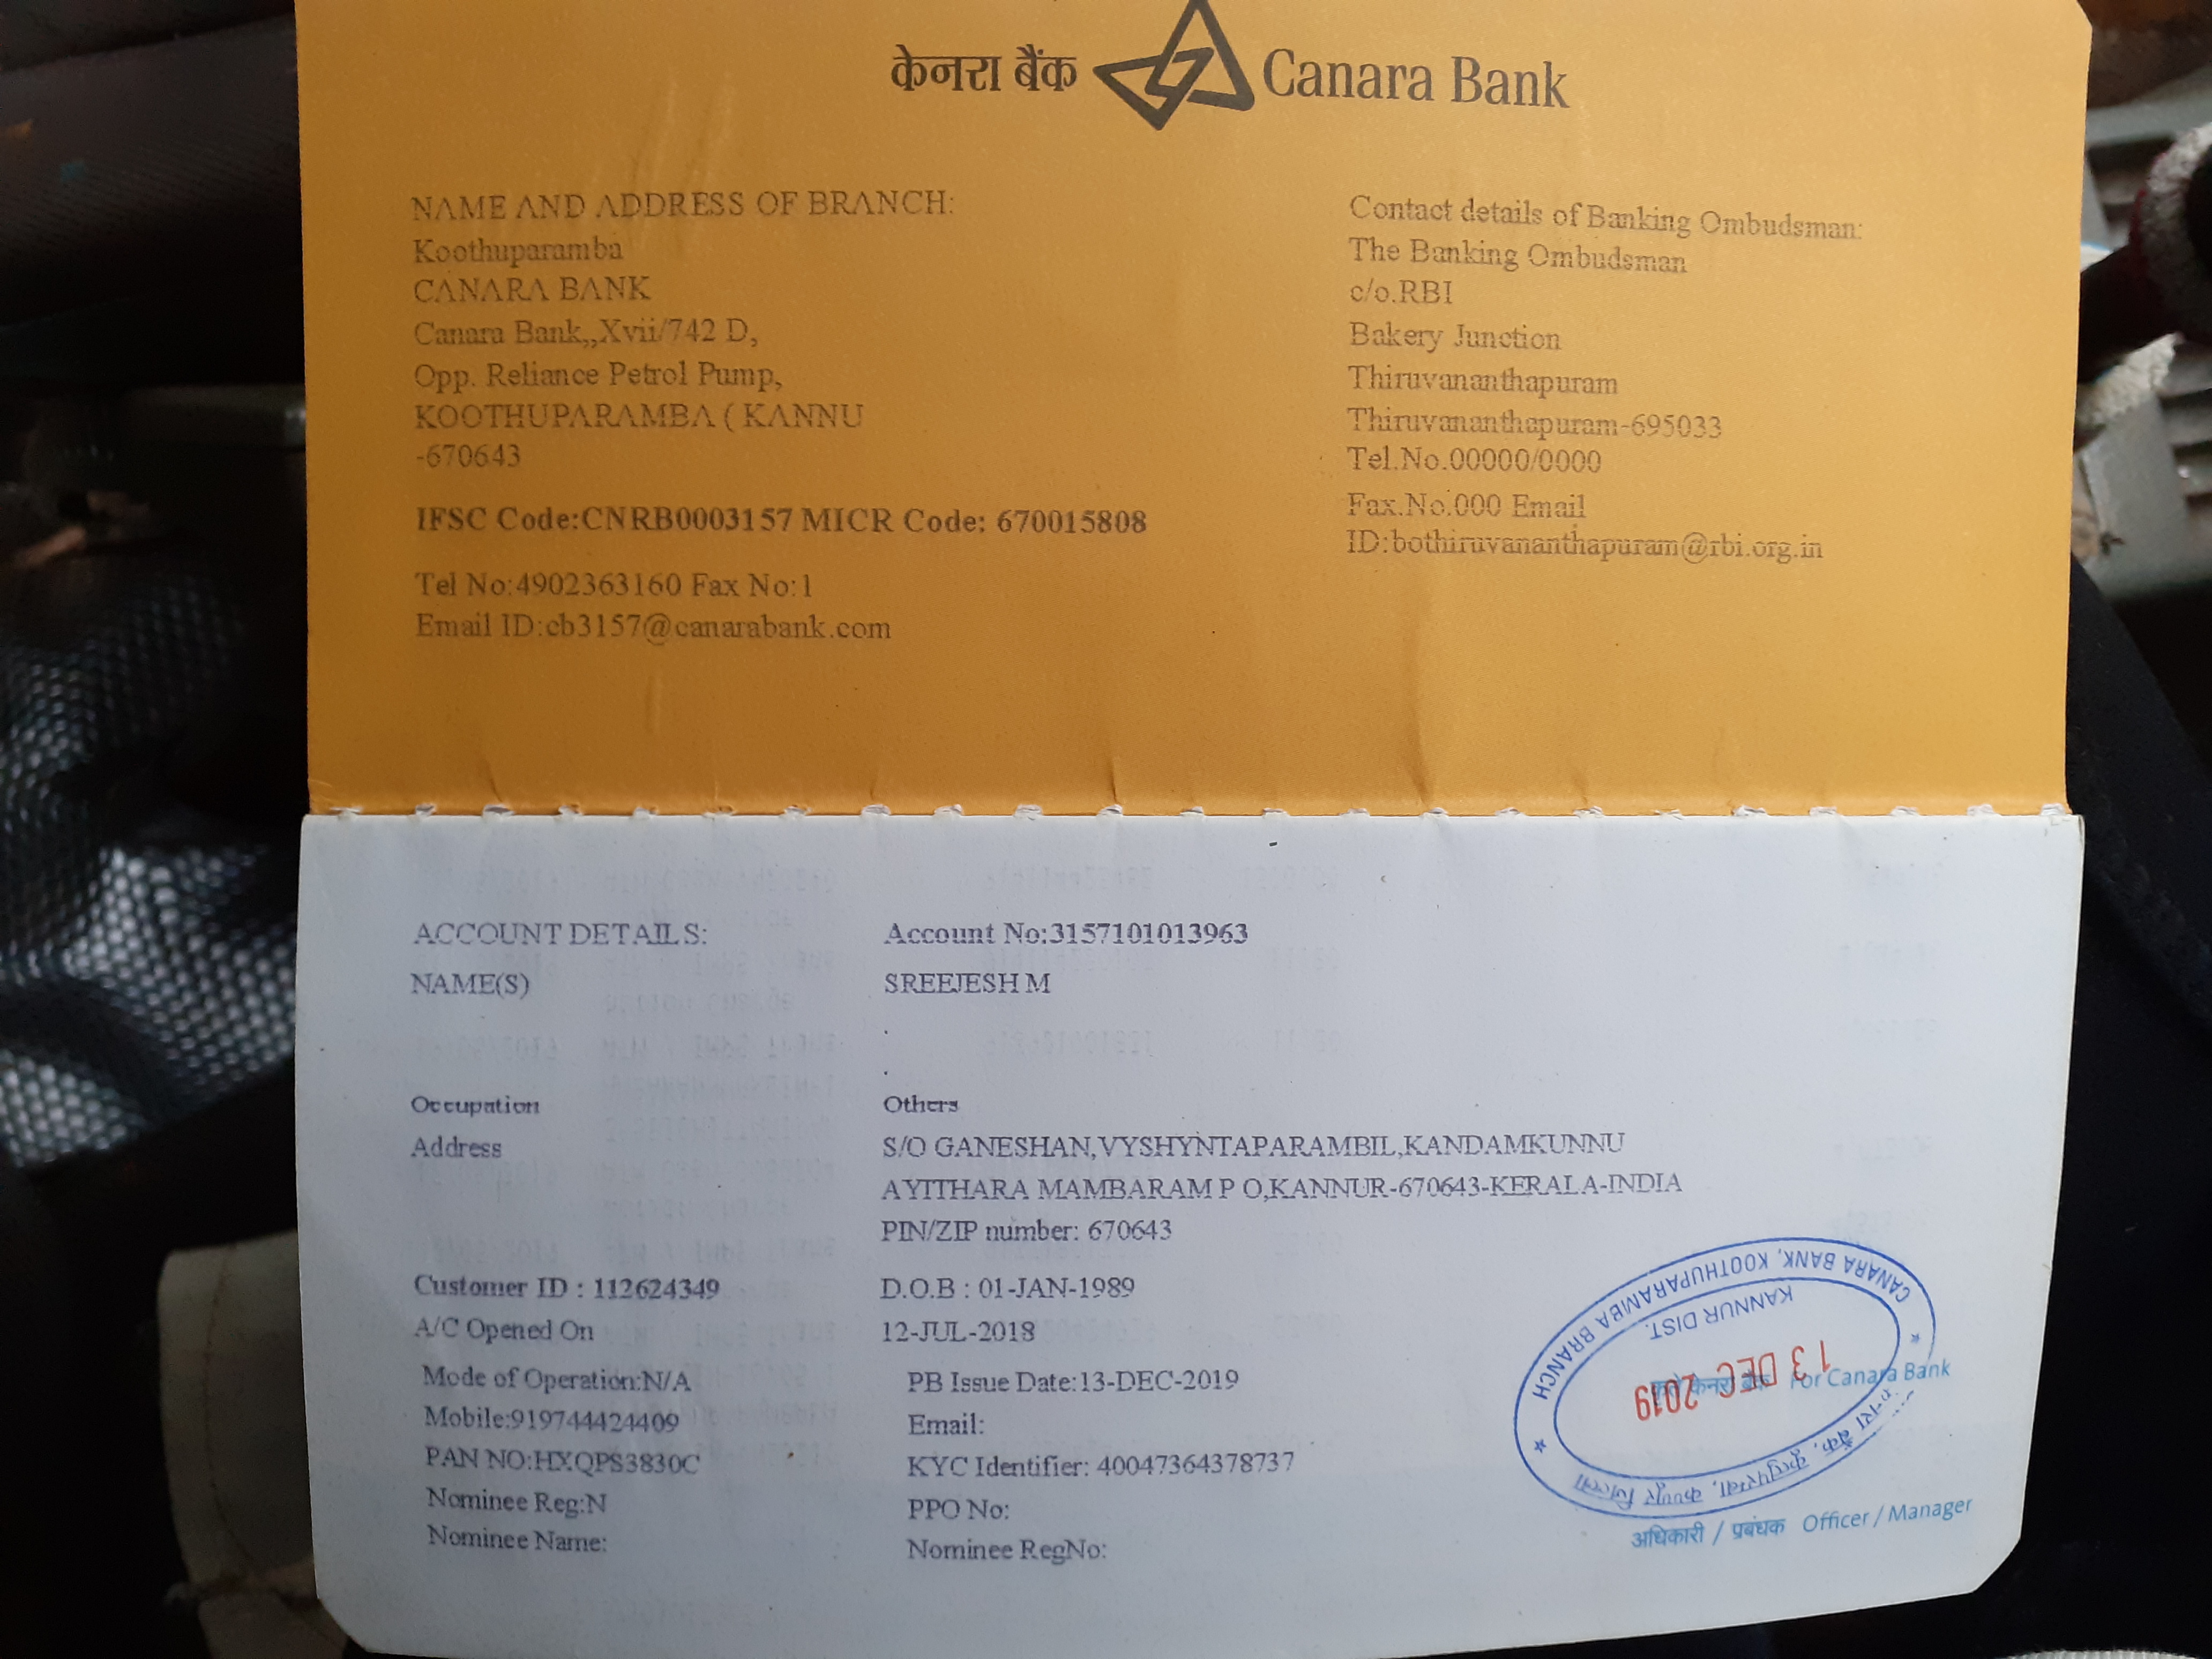 केनरा बैंक Canara Bank
NAME AND ADDRESS OF BRANCH:
Koothuparamba
CANARA BANK
Canara Bank,,Xvii/742 D,
Opp. Reliance Petrol Pump,
KOOTHUPARAMBA ( KANNU
-670643
IFSC Code:CNRB0003157 MICR Code: 670015808
Tel No:4902363160 Fax No:1
Email ID:cb3157@canarabank.com
Contact details of Banking Ombudsman:
The Banking Ombudsman
c/o.RBI
Bakery Junction
Thiruvananthapuram
Thiruvananthapuram-695033
Tel.No.00000/0000
Fax.No:000 Email
ID:bothiruvananthapuram@rbi.org.in
ACCOUNT DETAILS: Account No:3157101013963
NAME(S) SREEJESH M
Occupation Others
Address S/O GANESHAN,VYSHYNTAPARAMBIL,KANDAMKUNNU
AYITHARA MAMBARAM P O,KANNUR-670643-KERALA-INDIA
PIN/ZIP number: 670643
Customer ID : 112624349 D.O.B : 01-JAN-1989
A/C Opened On 12-JUL-2018
Mode of Operation:N/A PB Issue Date:13-DEC-2019
Mobile:919744424409 Email:
PAN NO:HXQPS3830C KYC Identifier: 40047364378737
Nominee Reg:N PPO No:
Nominee Name: Nominee RegNo:
CANARA BANK, KOOTHUPARAMBA BRANCH
KANNUR DIST.
13 DEC 2019
For Canara Bank
अधिकारी / प्रबंधक Officer / Manager